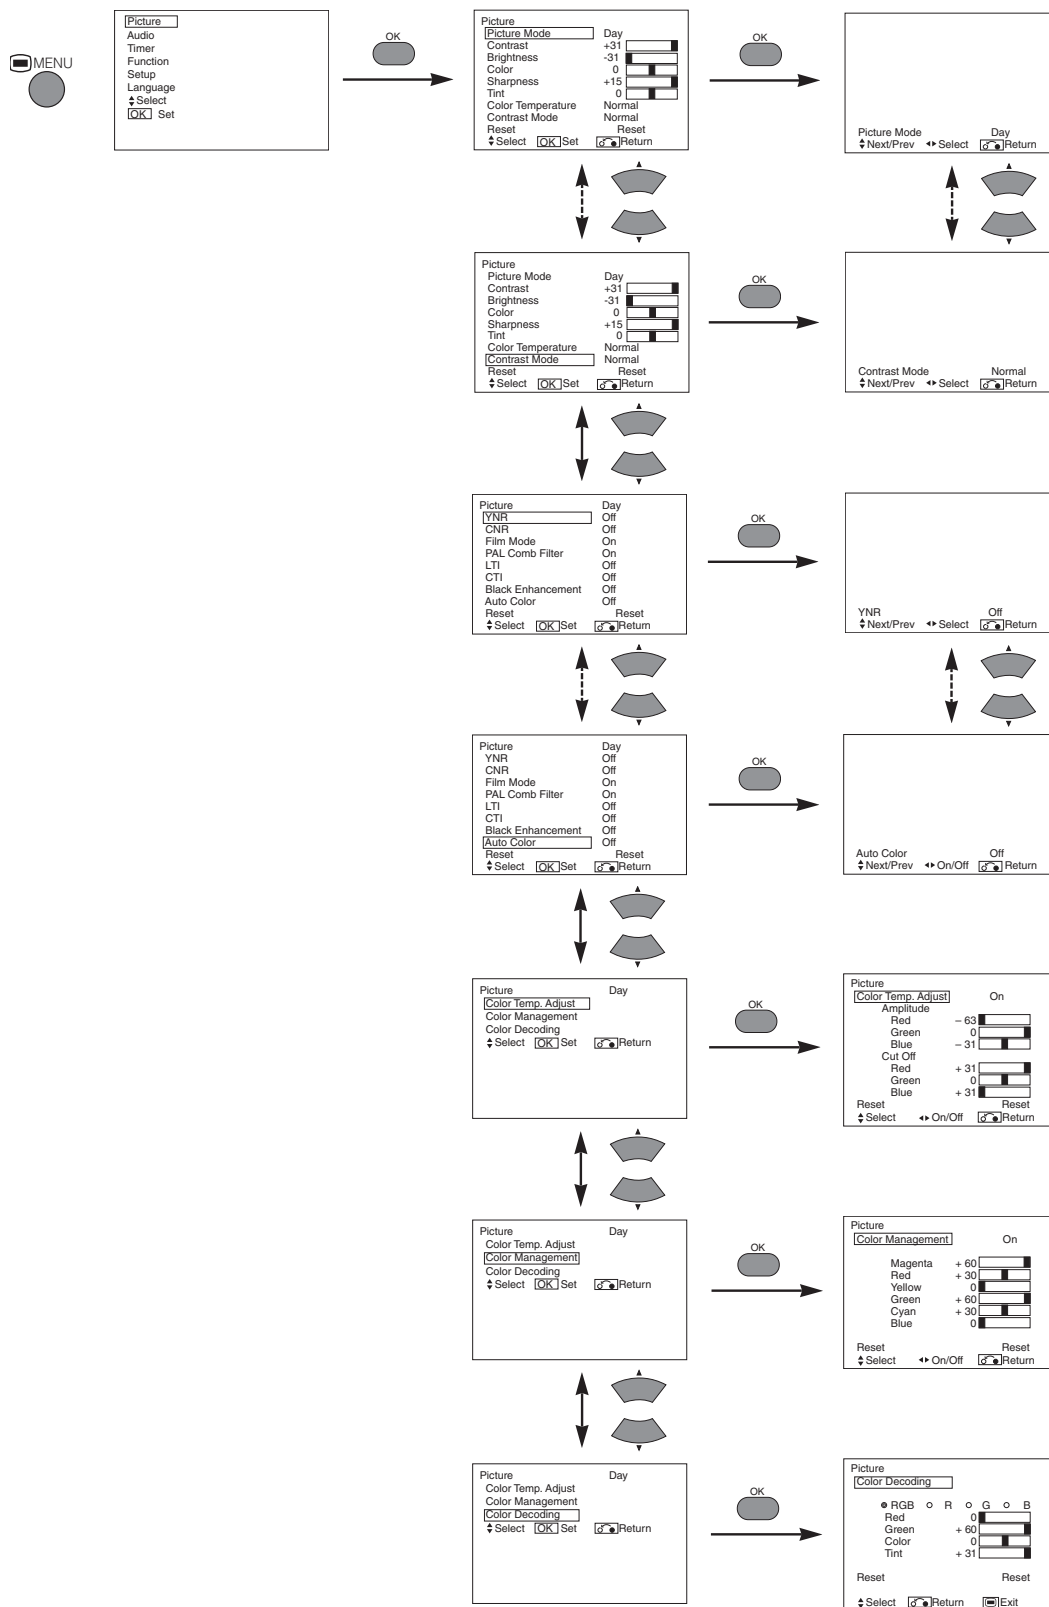 MENU
Picture
Audio
Timer
Function
Setup
Language
Select
OK Set
OK
Picture
Picture Mode Day
Contrast +31
Brightness -31
Color 0
Sharpness +15
Tint 0
Color Temperature Normal
Contrast Mode Normal
Reset Reset
Select OK Set Return
OK
Picture Mode Day
Next/Prev Select Return
Picture
Picture Mode Day
Contrast +31
Brightness -31
Color 0
Sharpness +15
Tint 0
Color Temperature Normal
Contrast Mode Normal
Reset Reset
Select OK Set Return
OK
Contrast Mode Normal
Next/Prev Select Return
Picture Day
YNR Off
CNR Off
Film Mode On
PAL Comb Filter On
LTI Off
CTI Off
Black Enhancement Off
Auto Color Off
Reset Reset
Select OK Set Return
OK
YNR Off
Next/Prev Select Return
Picture Day
YNR Off
CNR Off
Film Mode On
PAL Comb Filter On
LTI Off
CTI Off
Black Enhancement Off
Auto Color Off
Reset Reset
Select OK Set Return
OK
Auto Color Off
Next/Prev On/Off Return
Picture Day
Color Temp. Adjust
Color Management
Color Decoding
Select OK Set Return
OK
Picture
Color Temp. Adjust On
Amplitude
Red – 63
Green 0
Blue – 31
Cut Off
Red + 31
Green 0
Blue + 31
Reset Reset
Select On/Off Return
Picture Day
Color Temp. Adjust
Color Management
Color Decoding
Select OK Set Return
OK
Picture
Color Management On
Magenta + 60
Red + 30
Yellow 0
Green + 60
Cyan + 30
Blue 0
Reset Reset
Select On/Off Return
Picture Day
Color Temp. Adjust
Color Management
Color Decoding
Select OK Set Return
OK
Picture
Color Decoding
RGB R G B
Red 0
Green + 60
Color 0
Tint + 31
Reset Reset
Select Return Exit